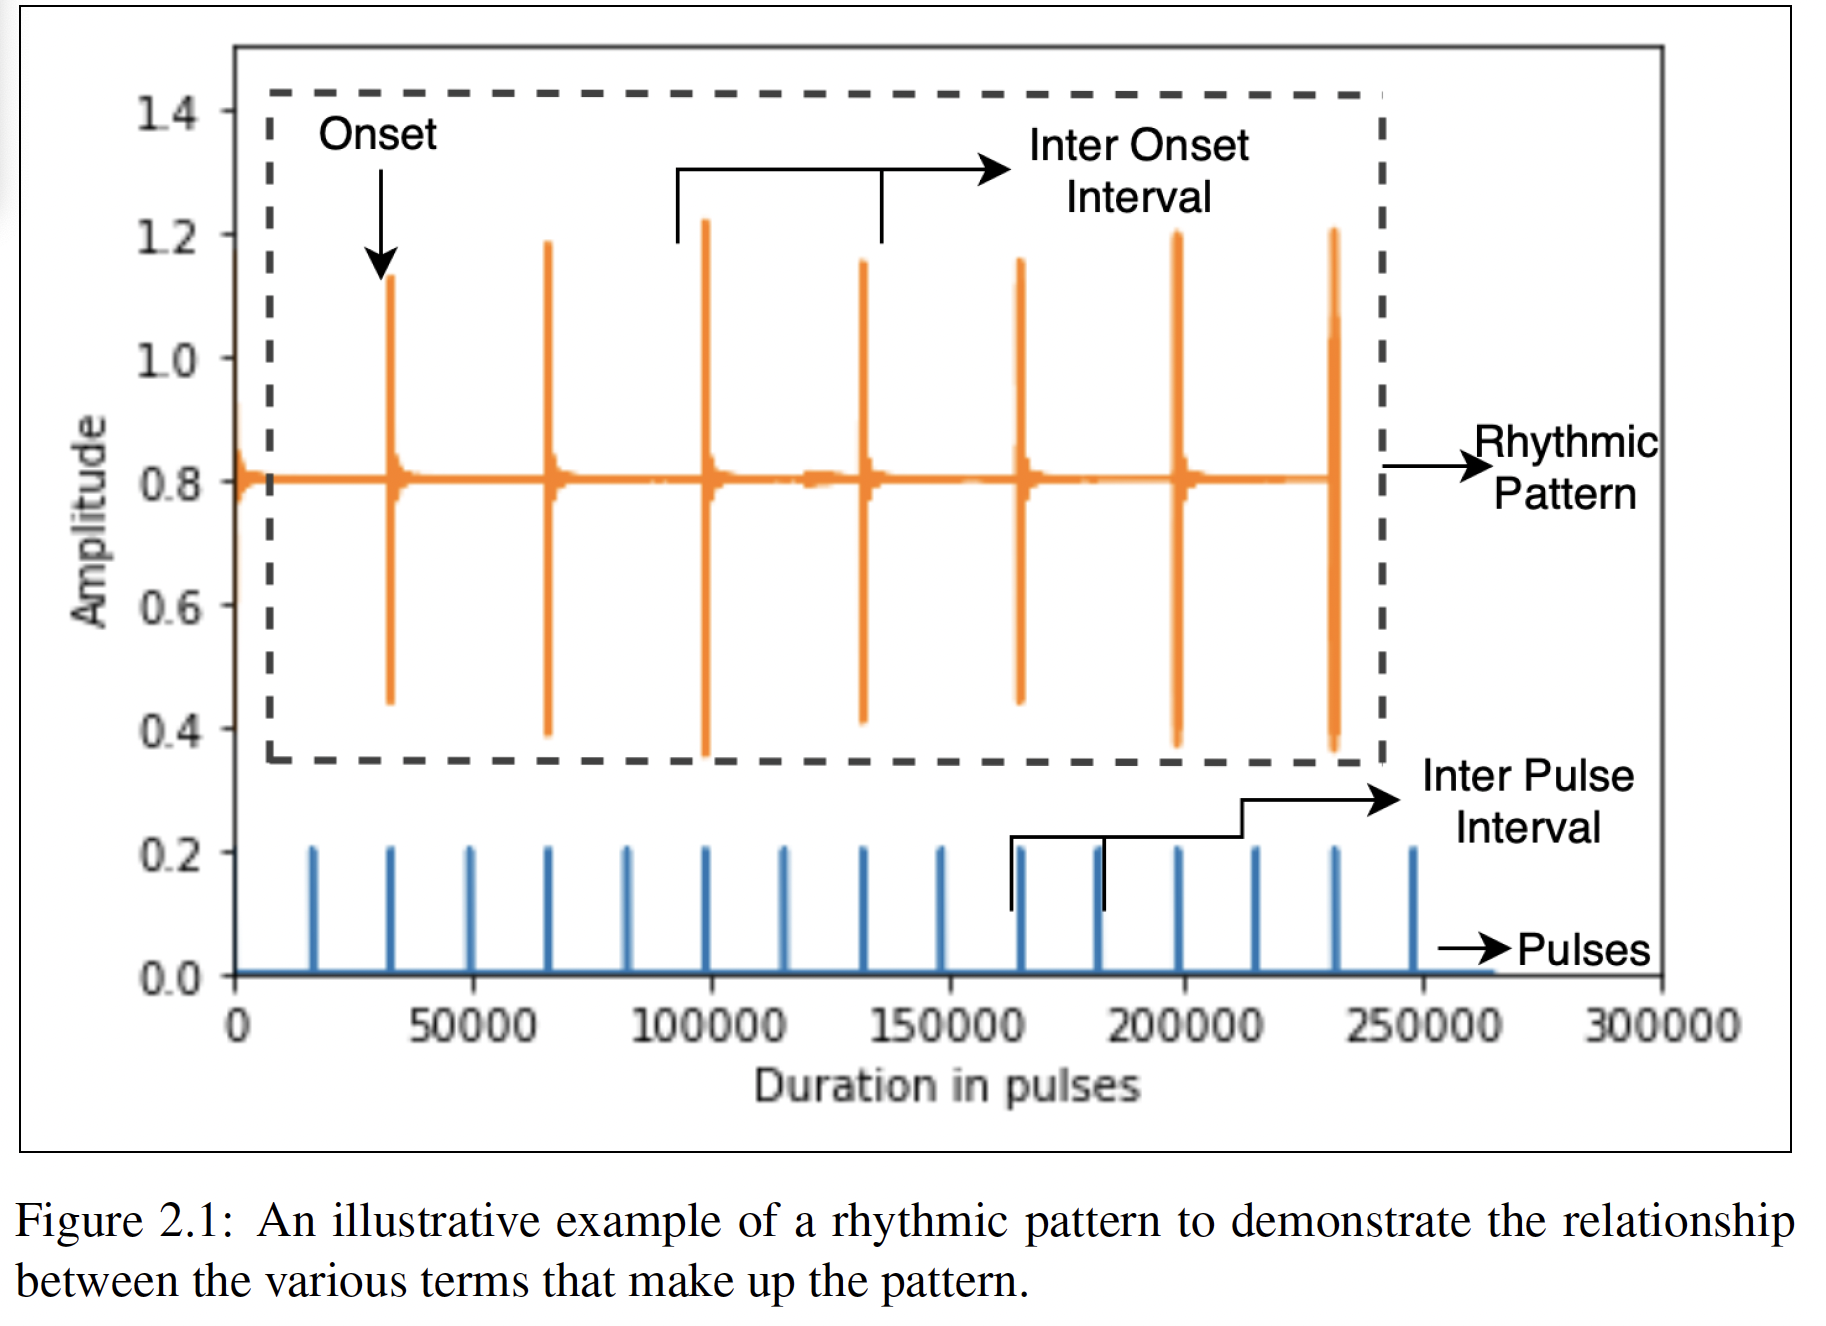 Onset
Inter Onset
Interval
Rhythmic
Pattern
Inter Pulse
Interval
Pulses
1.4
1.2
1.0
0.8
0.6
0.4
0.2
0.0
Amplitude
0 50000 100000 150000 200000 250000 300000
Duration in pulses
Figure 2.1: An illustrative example of a rhythmic pattern to demonstrate the relationship
between the various terms that make up the pattern.